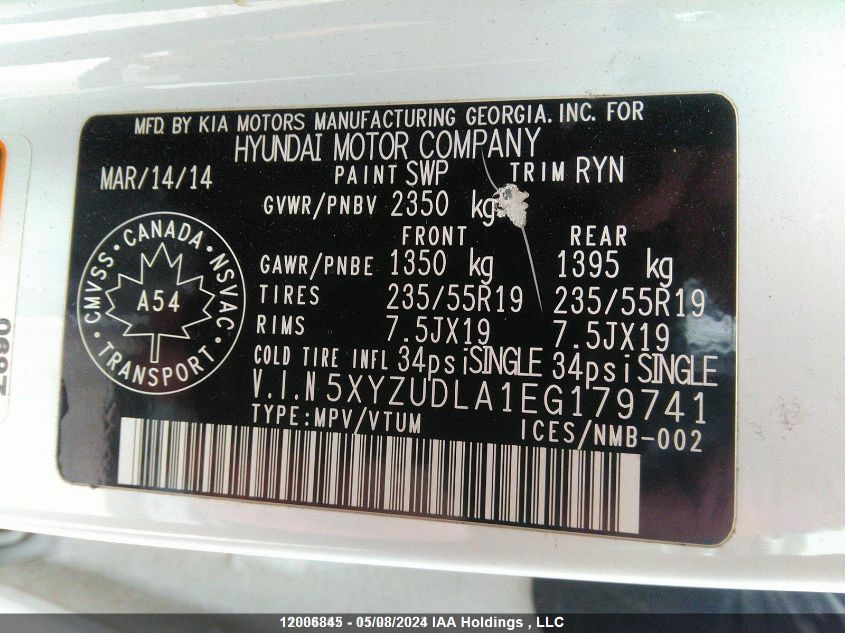 MFD. BY KIA MOTORS MANUFACTURING GEORGIA. INC. FOR
HYUNDAI MOTOR COMPANY
MAR/14/14 PAINT SWP TRIM RYN
GVWR/PNBV 2350 kg
FRONT REAR
GAWR/PNBE 1350 kg 1395 kg
TIRES 235/55R19 235/55R19
RIMS 7.5JX19 7.5JX19
COLD TIRE INFL 34psiSINGLE 34psiSINGLE
V.I.N 5XYZUDLA1EG179741
TYPE:MPV/VTUM ICES/NMB-002
CMVSS · CANADA · NSVAC · TRANSPORT ·
A54
12006845 - 05/08/2024 IAA Holdings , LLC